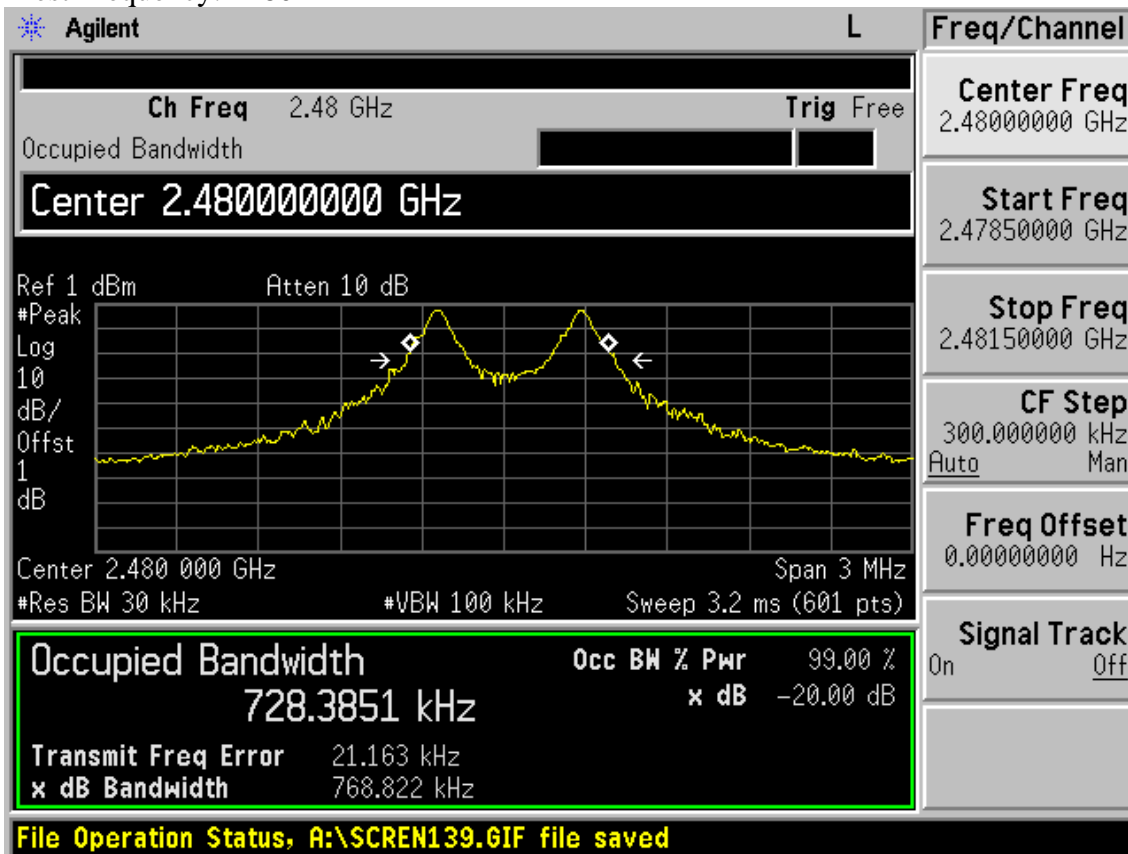 Agilent L Freq/Channel
Ch Freq 2.48 GHz Trig Free
Occupied Bandwidth
Center 2.480000000 GHz
Ref 1 dBm Atten 10 dB
#Peak
Log
10
dB/
Offst
1
dB
Center 2.480 000 GHz Span 3 MHz
#Res BW 30 kHz #VBW 100 kHz Sweep 3.2 ms (601 pts)
Occupied Bandwidth Occ BW % Pwr 99.00 %
728.3851 kHz x dB -20.00 dB
Transmit Freq Error 21.163 kHz
x dB Bandwidth 768.822 kHz
File Operation Status, A:\SCREN139.GIF file saved
Center Freq
2.48000000 GHz
Start Freq
2.47850000 GHz
Stop Freq
2.48150000 GHz
CF Step
300.000000 kHz
Auto Man
Freq Offset
0.00000000 Hz
Signal Track
On Off